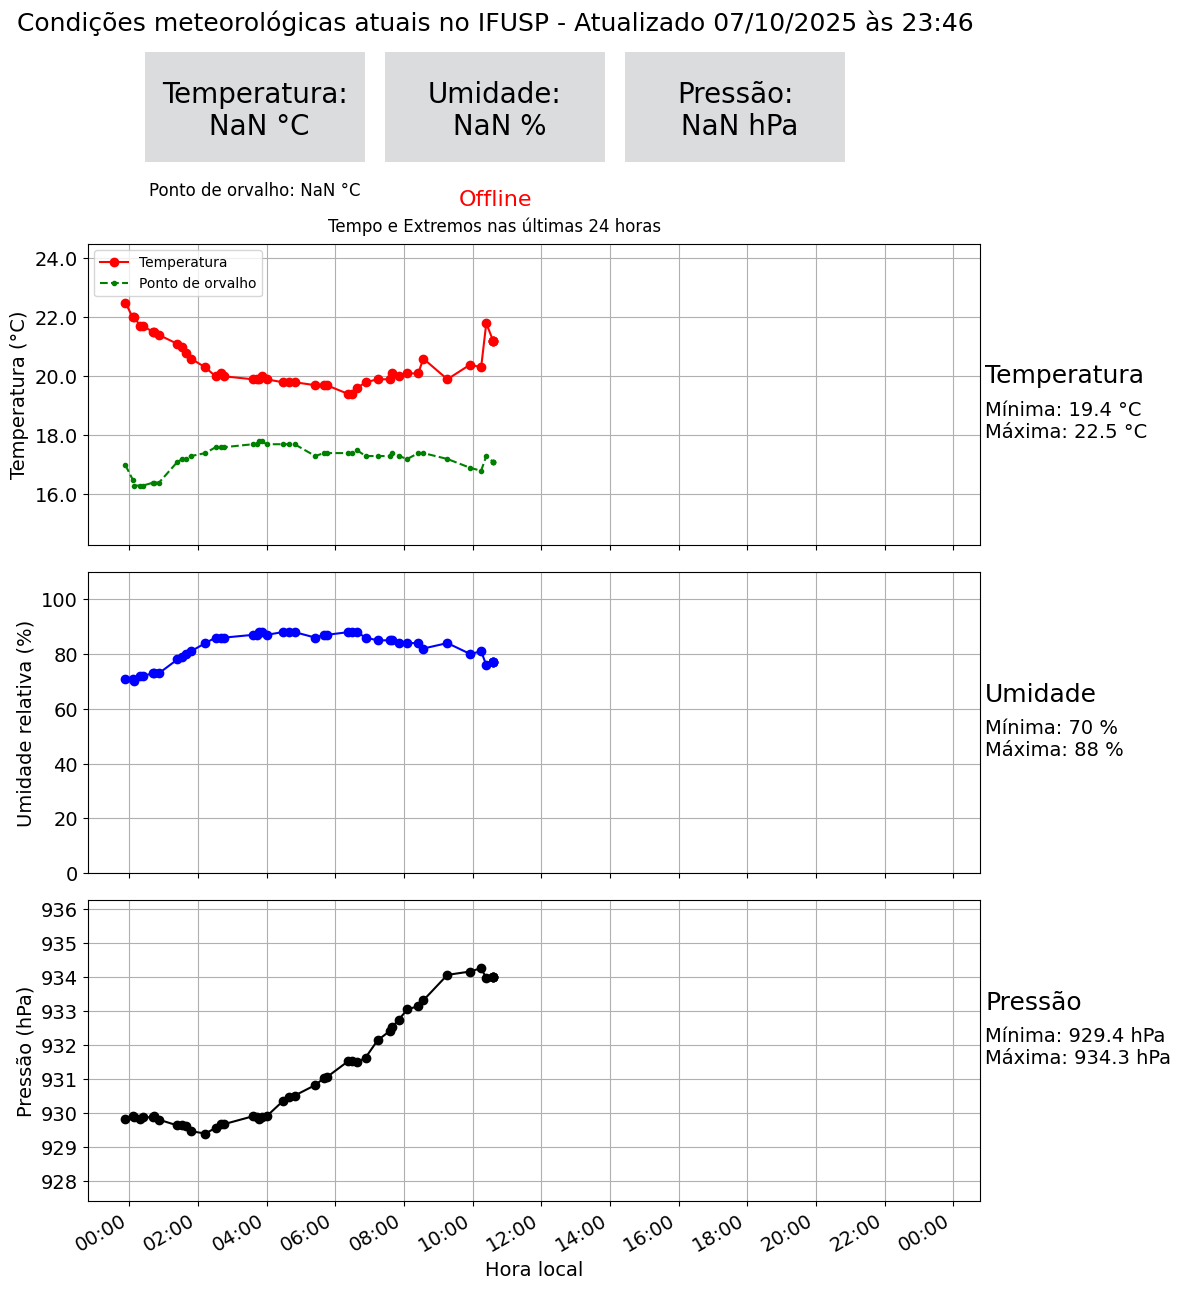 Condições meteorológicas atuais no IFUSP - Atualizado 07/10/2025 às 23:46
Temperatura:
NaN °C
Umidade:
NaN %
Pressão:
NaN hPa
Ponto de orvalho: NaN °C
Offline
Tempo e Extremos nas últimas 24 horas
Temperatura
Ponto de orvalho
24.0
22.0
20.0
18.0
16.0
Temperatura (°C)
Temperatura
Mínima: 19.4 °C
Máxima: 22.5 °C
100
80
60
40
20
0
Umidade relativa (%)
Umidade
Mínima: 70 %
Máxima: 88 %
936
935
934
933
932
931
930
929
928
Pressão (hPa)
Pressão
Mínima: 929.4 hPa
Máxima: 934.3 hPa
00:00
02:00
04:00
06:00
08:00
10:00
12:00
14:00
16:00
18:00
20:00
22:00
00:00
Hora local